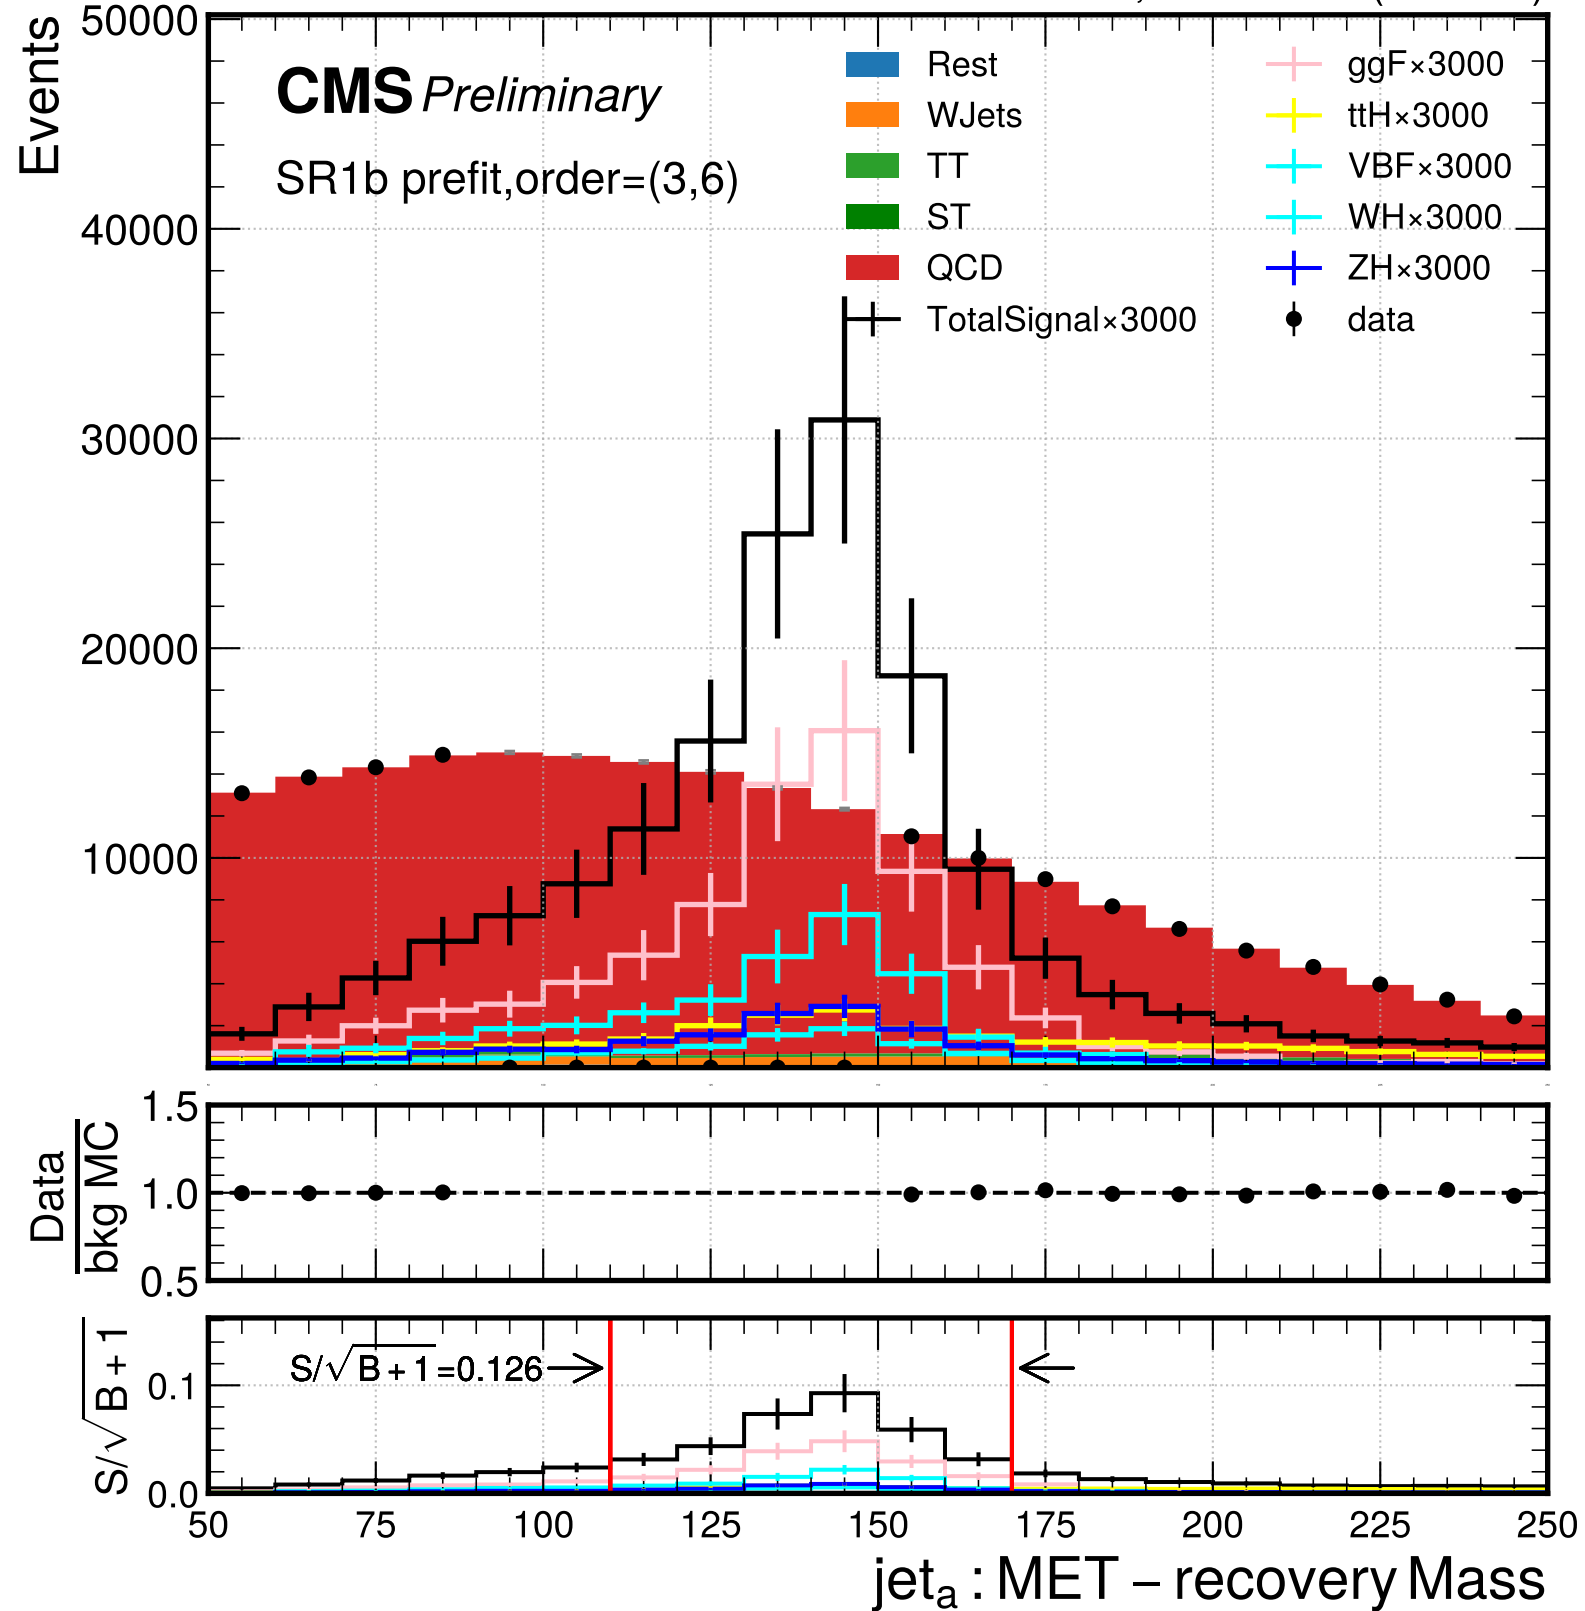 Events
50000
40000
30000
20000
10000
CMS Preliminary
SR1b prefit,order=(3,6)
Rest
WJets
TT
ST
QCD
TotalSignal×3000
ggF×3000
ttH×3000
VBF×3000
WH×3000
ZH×3000
data
Data
bkg MC
1.5
1.0
0.5
S/√B + 1
0.1
0.0
S/√B + 1=0.126
50 75 100 125 150 175 200 225 250
jetₐ : MET – recovery Mass